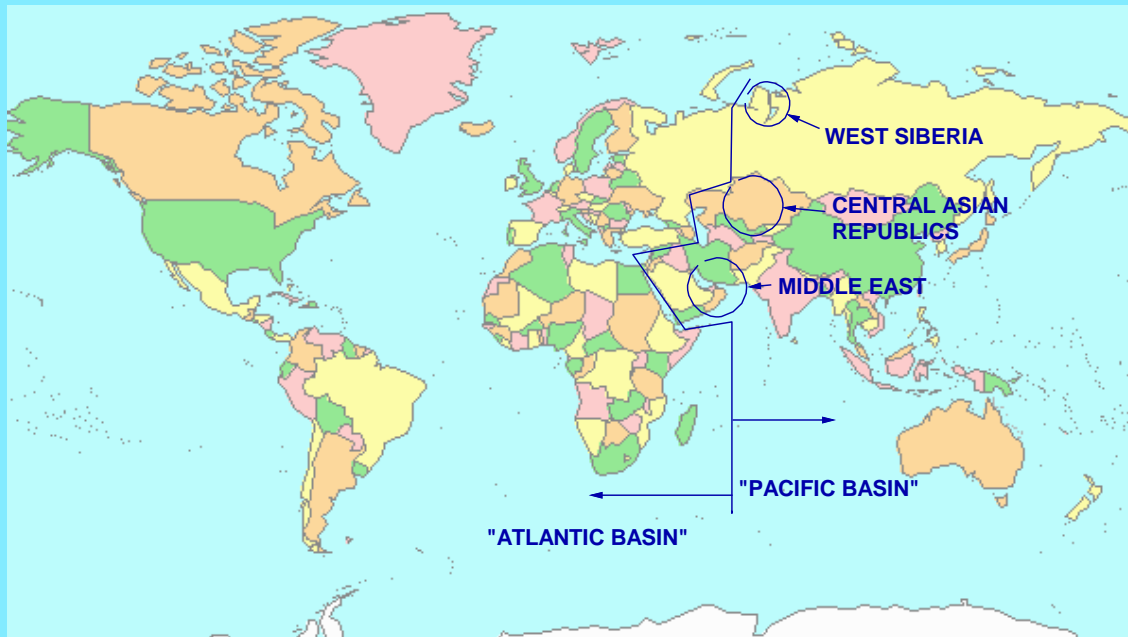 WEST SIBERIA
CENTRAL ASIAN
REPUBLICS
MIDDLE EAST
"PACIFIC BASIN"
"ATLANTIC BASIN"